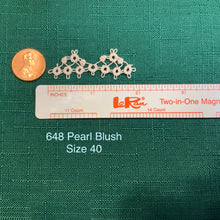 INCHES
LoRan
Two-in-One Magn
11 Count
14 Count
648 Pearl Blush
Size 40